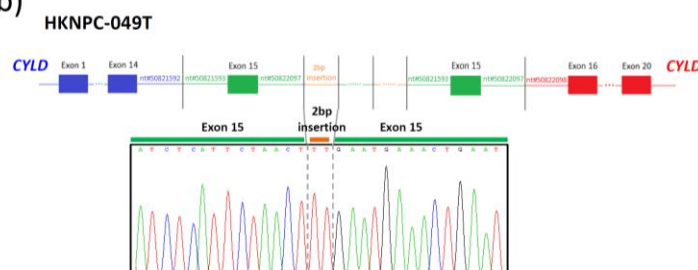 b)
HKNPC-049T
CYLD Exon 1 Exon 14 nt#50821592 nt#50821593 Exon 15 nt#50822097 2bp insertion nt#50821593 Exon 15 nt#50822097 nt#50822098 Exon 16 Exon 20 CYLD
2bp
Exon 15 insertion Exon 15
A T C T C A T T C T A A C T T T G A A T G A A A C T G A A T